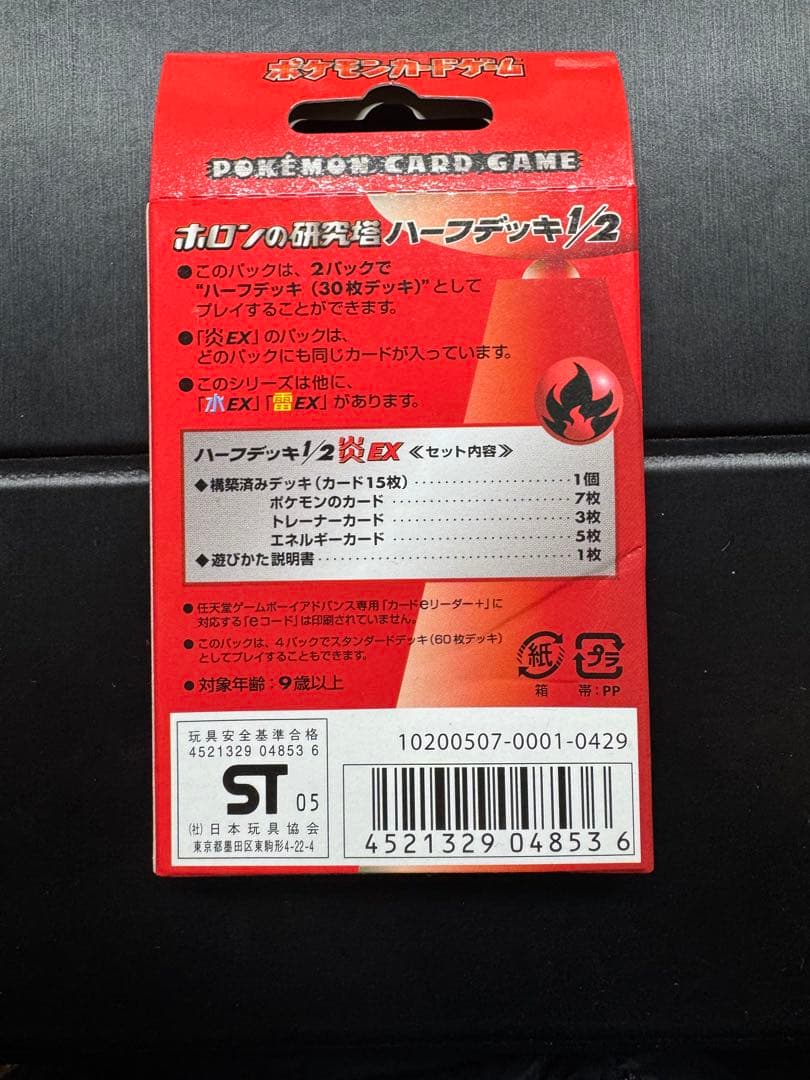 ポケモンカードゲーム
POKÉMON CARD GAME
ホロンの研究塔 ハーフデッキ1/2
●このパックは、2パックで
"ハーフデッキ（30枚デッキ）"として
プレイすることができます。
●「炎EX」のパックは、
どのパックにも同じカードが入っています。
●このシリーズは他に、
「水EX」「雷EX」があります。
ハーフデッキ1/2 炎EX 《セット内容》
◆構築済みデッキ（カード15枚）……………………1個
ポケモンのカード……………………7枚
トレーナーカード……………………3枚
エネルギーカード……………………5枚
◆遊びかた説明書……………………1枚
●任天堂ゲームボーイアドバンス専用「カードeリーダー+」に
対応する「eコード」は印刷されていません。
●このパックは、4パックでスタンダードデッキ（60枚デッキ）
としてプレイすることもできます。
●対象年齢：9歳以上
紙
箱
プラ
帯：PP
玩具安全基準合格
4521329 04853 6
ST 05
(社)日本玩具協会
東京都墨田区東駒形4-22-4
10200507-0001-0429
4521329 04853 6